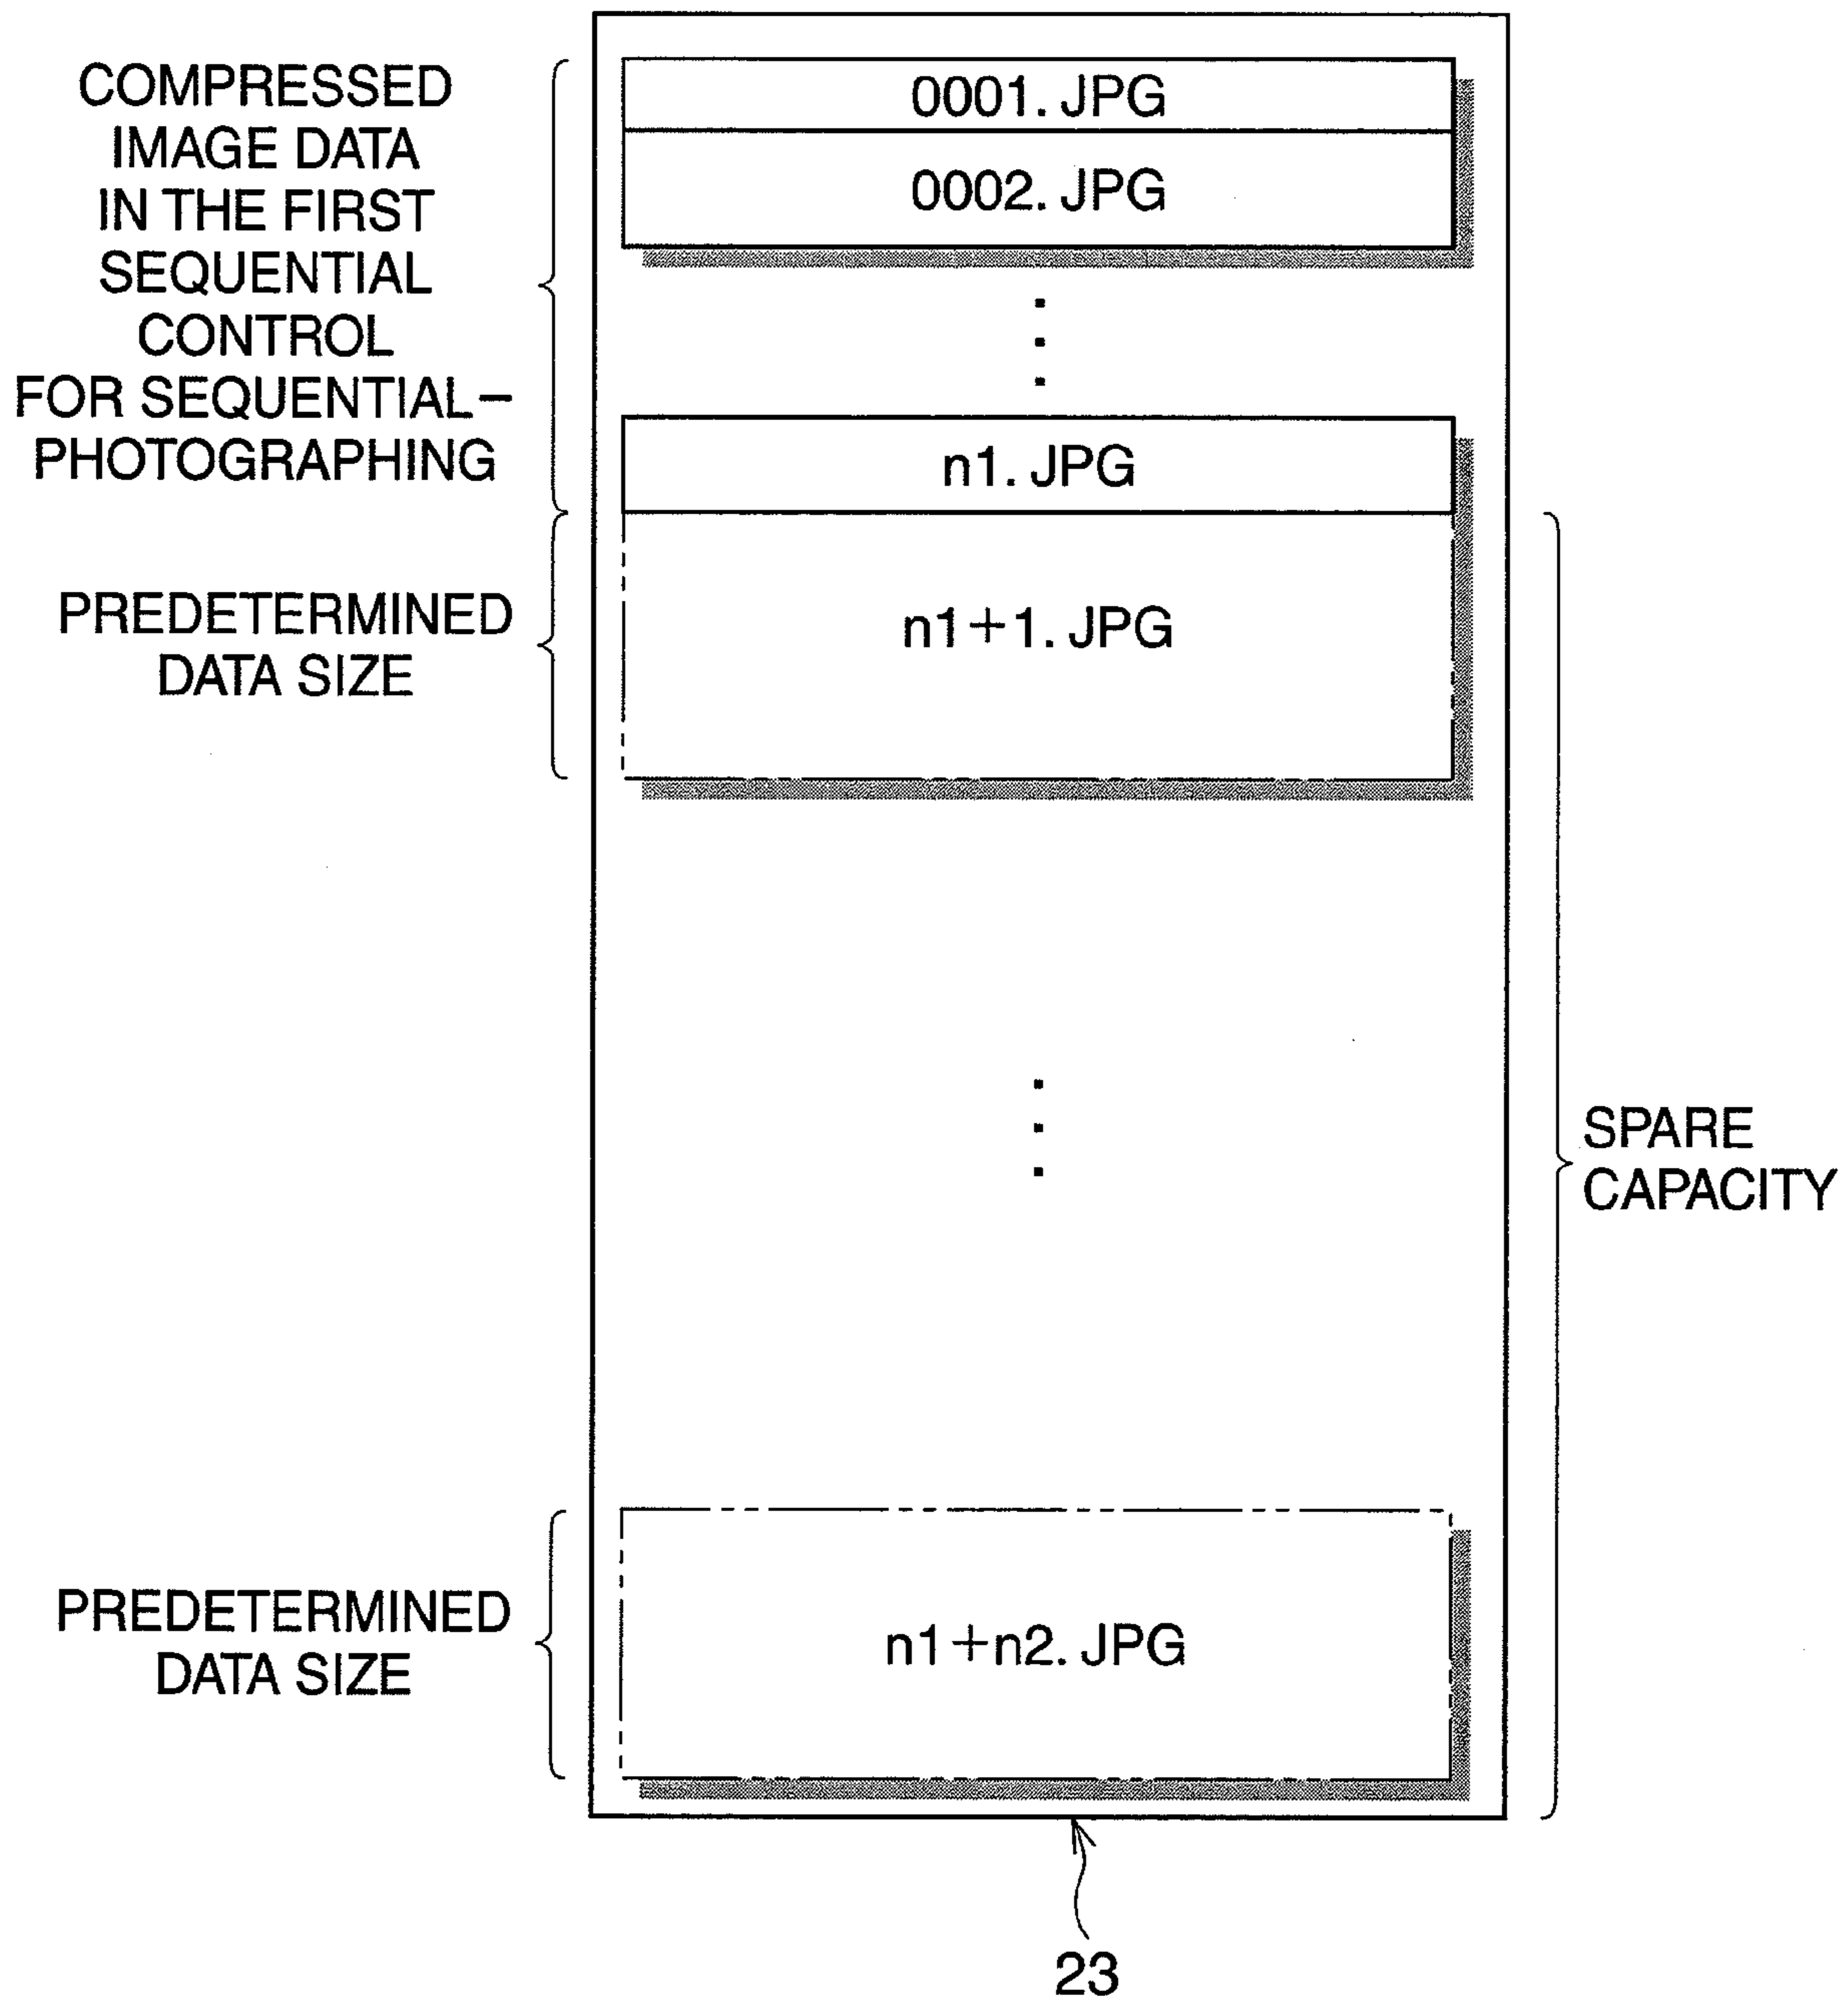 COMPRESSED
IMAGE DATA
IN THE FIRST
SEQUENTIAL
CONTROL
FOR SEQUENTIAL-
PHOTOGRAPHING
0001. JPG
0002. JPG
n1. JPG
PREDETERMINED
DATA SIZE
n1+1. JPG
SPARE
CAPACITY
PREDETERMINED
DATA SIZE
n1+n2. JPG
23